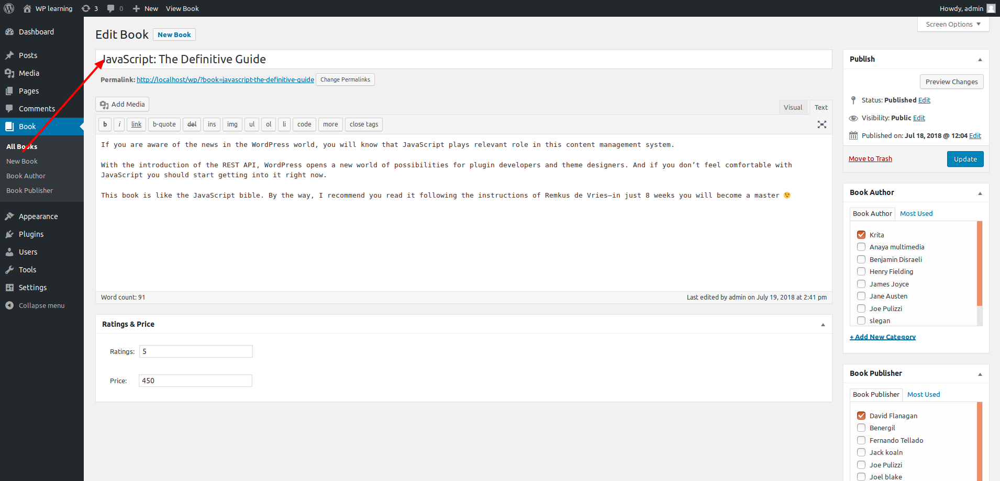 WP learning
3
0
New
View Book
Howdy, admin
Dashboard
Posts
Media
Pages
Comments
Book
All Books
New Book
Book Author
Book Publisher
Appearance
Plugins
Users
Tools
Settings
Collapse menu
Screen Options
Edit Book
New Book
JavaScript: The Definitive Guide
Permalink: http://localhost/wp/?book=javascript-the-definitive-guide Change Permalinks
Add Media
Visual
Text
b
i
link
b-quote
del
ins
img
ul
ol
li
code
more
close tags
If you are aware of the news in the WordPress world, you will know that JavaScript plays relevant role in this content management system.
With the introduction of the REST API, WordPress opens a new world of possibilities for plugin developers and theme designers. And if you don’t feel comfortable with
JavaScript you should start getting into it right now.
This book is like the JavaScript bible. By the way, I recommend you read it following the instructions of Remkus de Vries—in just 8 weeks you will become a master 😉
Word count: 91
Last edited by admin on July 19, 2018 at 2:41 pm
Ratings & Price
Ratings: 5
Price: 450
Publish
Preview Changes
Status: Published Edit
Visibility: Public Edit
Published on: Jul 18, 2018 @ 12:04 Edit
Move to Trash
Update
Book Author
Book Author
Most Used
Krita
Anaya multimedia
Benjamin Disraeli
Henry Fielding
James Joyce
Jane Austen
Joe Pulizzi
slegan
+ Add New Category
Book Publisher
Book Publisher
Most Used
David Flanagan
Benergil
Fernando Tellado
Jack koaln
Joe Pulizzi
Joel blake